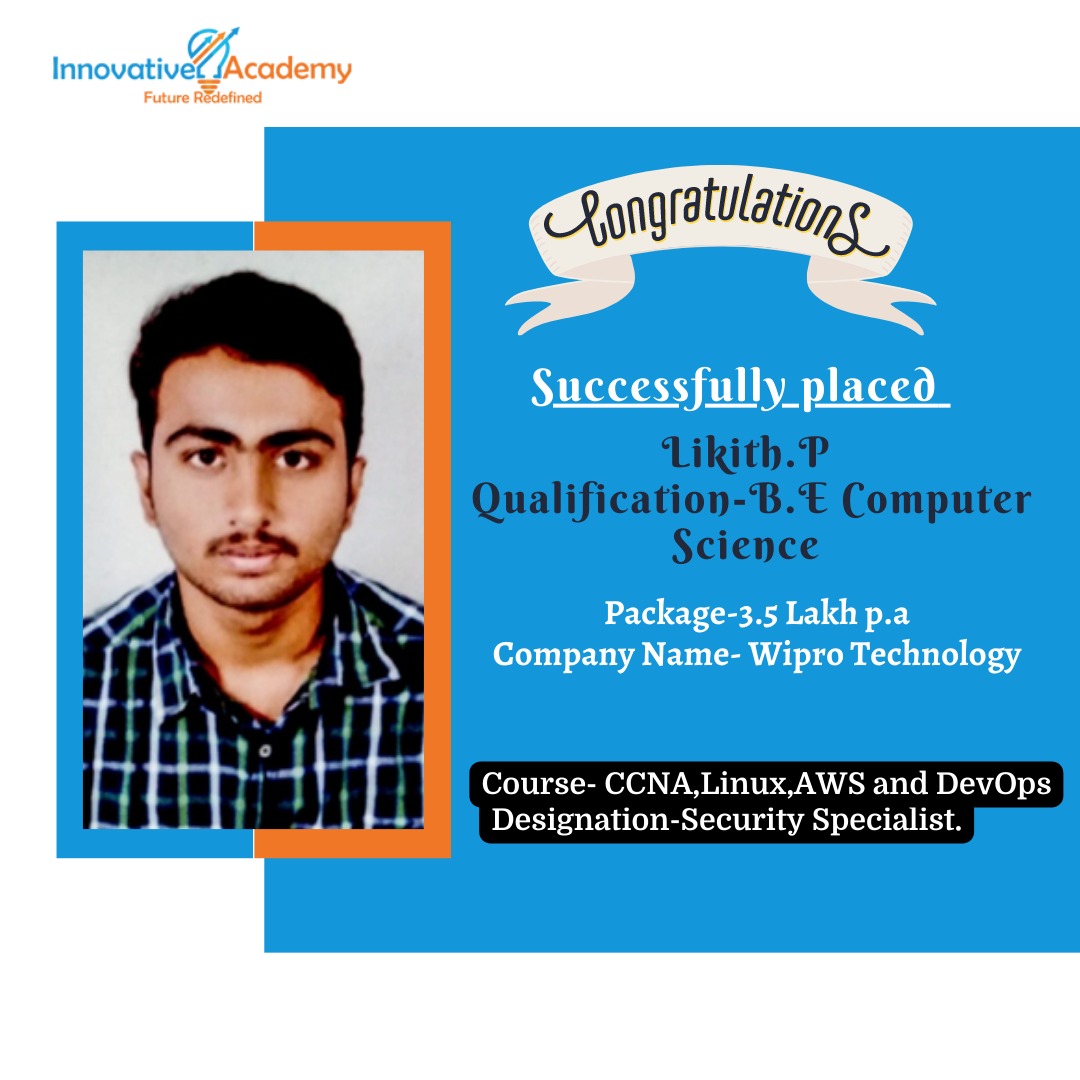 Innovative Academy
Future Redefined
Congratulations
Successfully placed
Likith.P
Qualification-B.E Computer
Science
Package-3.5 Lakh p.a
Company Name- Wipro Technology
Course- CCNA,Linux,AWS and DevOps
Designation-Security Specialist.